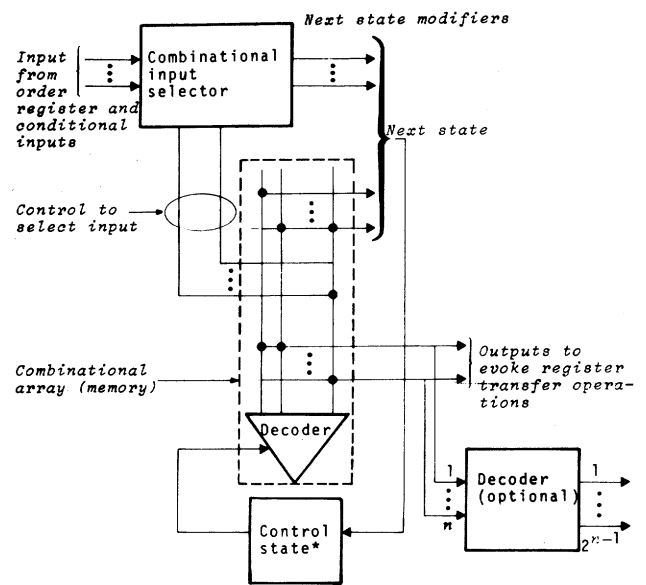 Next state modifiers
Input
from
order
register and
conditional
inputs
Combinational
input
selector
Next state
Control to
select input
Combinational
array (memory)
Outputs to
evoke register
transfer opera-
tions
Decoder
Control
state*
1
n
Decoder
(optional)
1
2^n-1